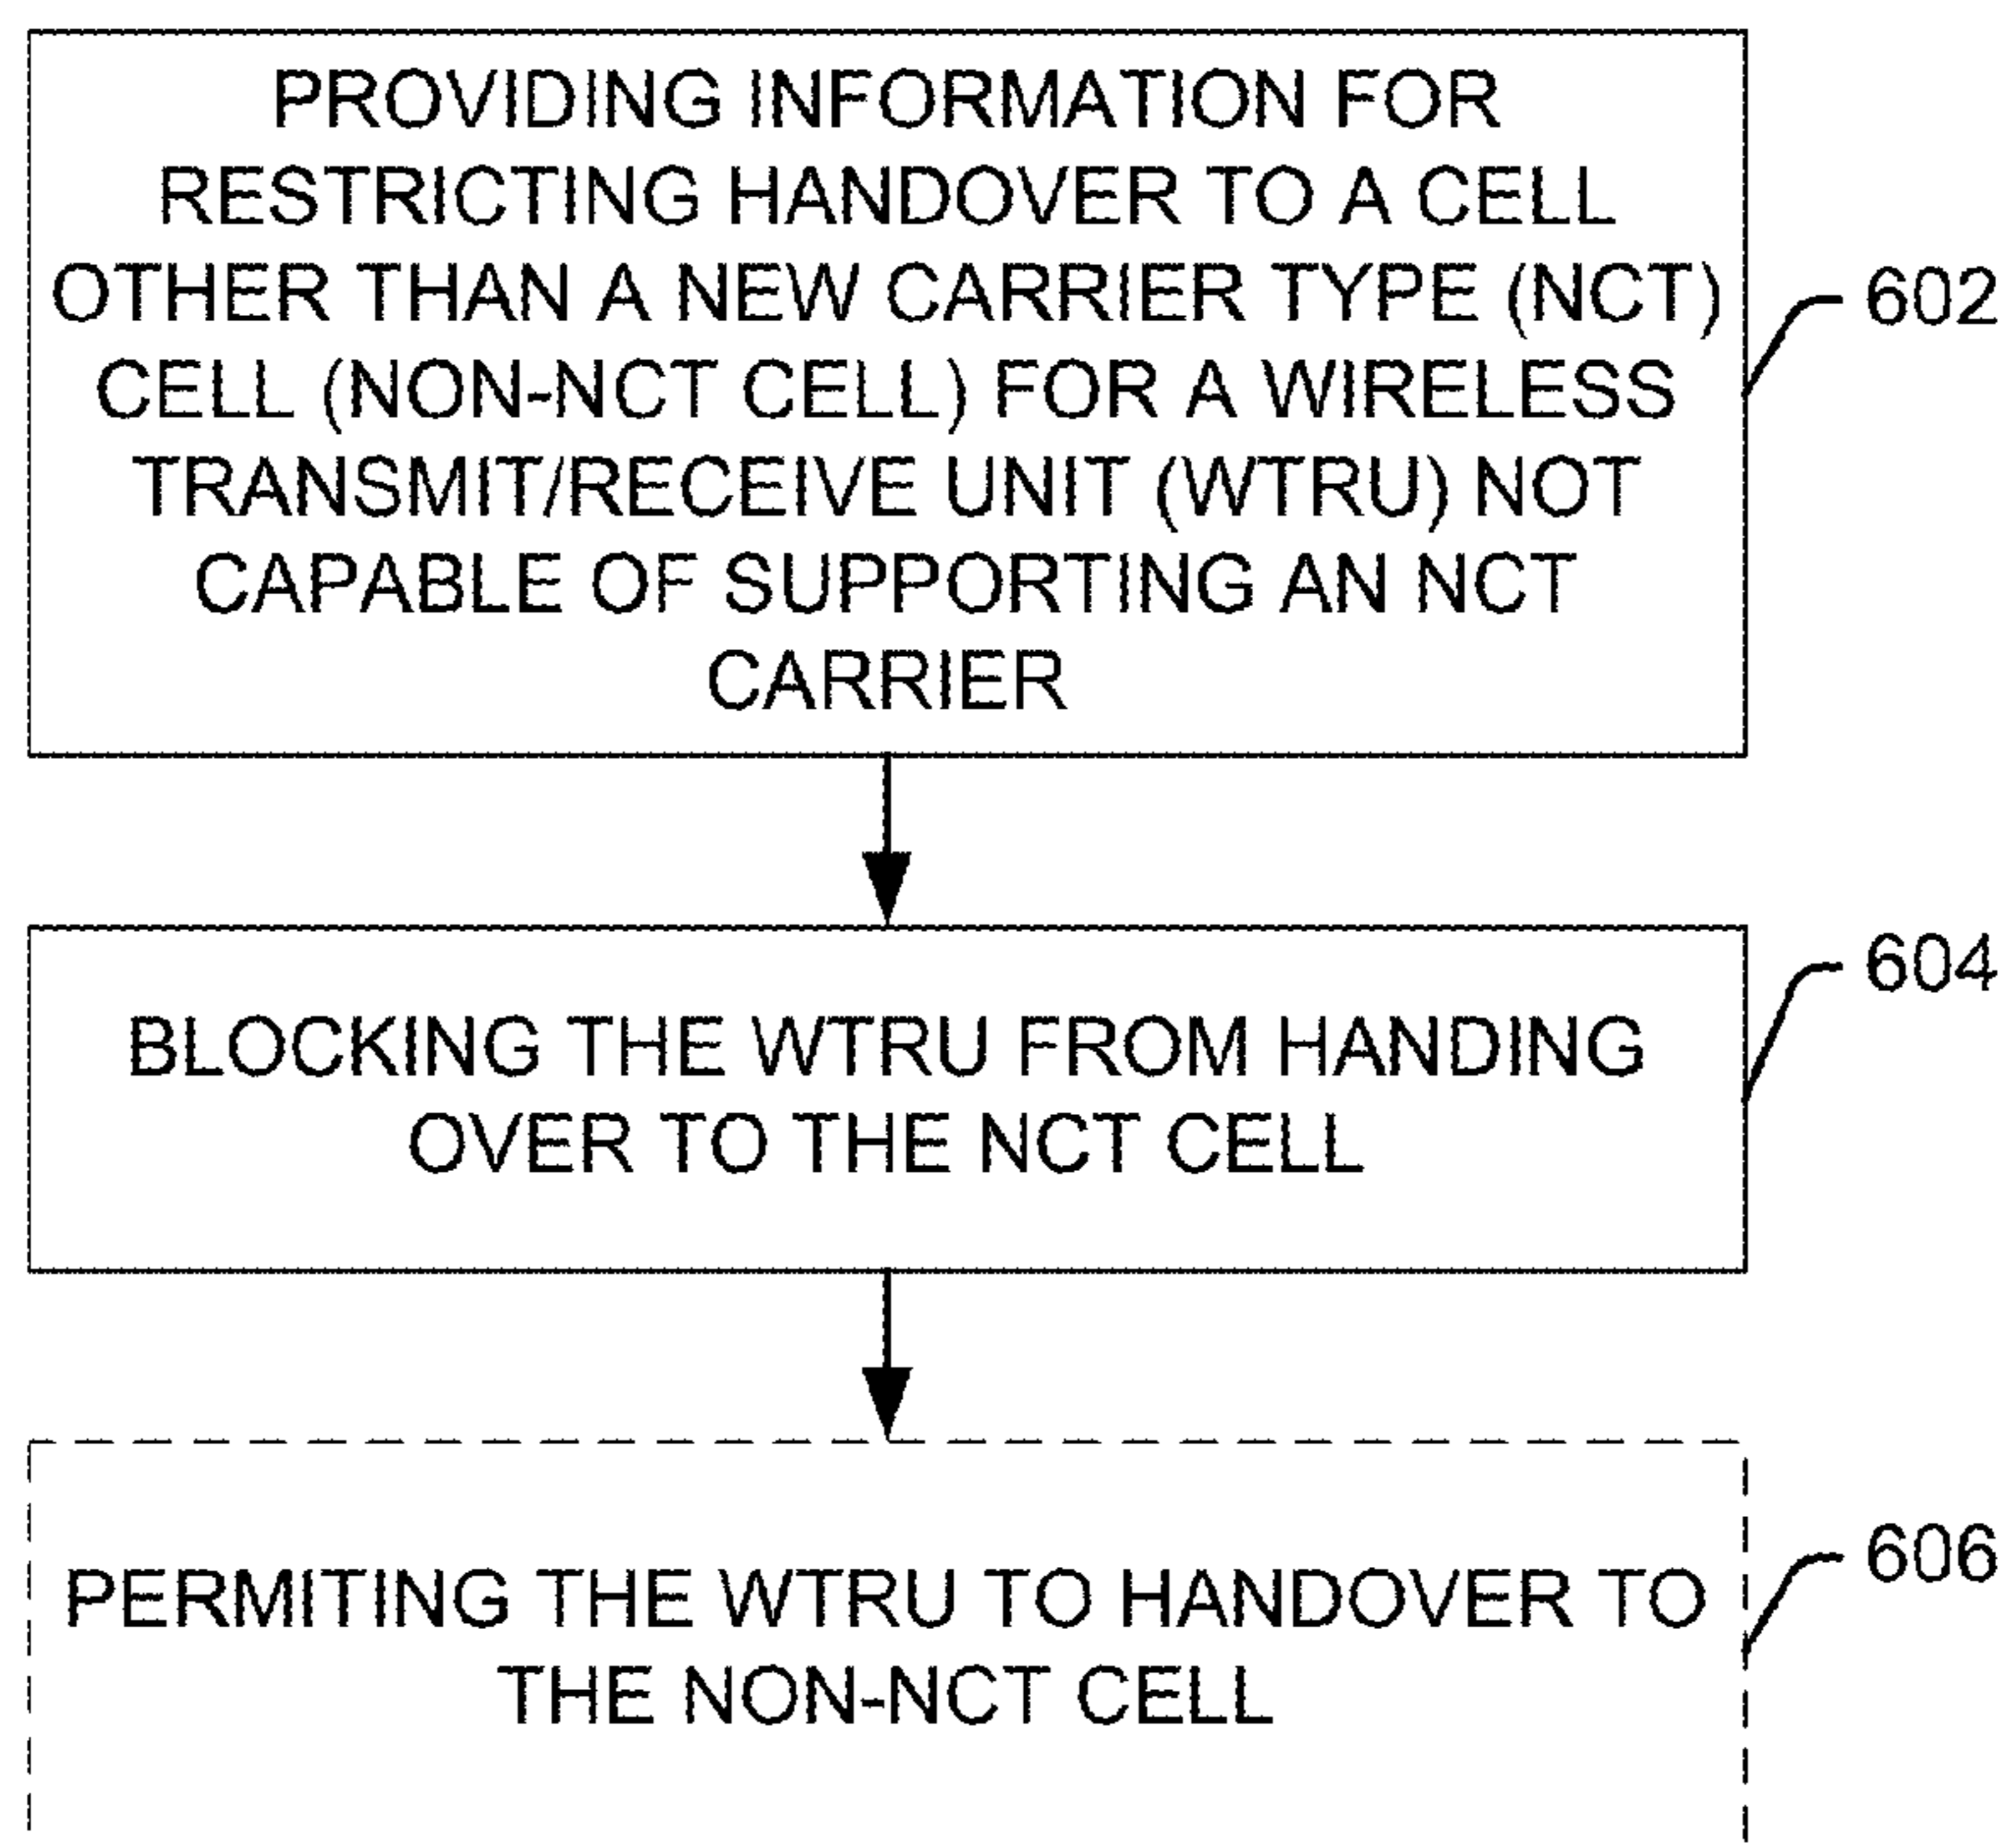 PROVIDING INFORMATION FOR
RESTRICTING HANDOVER TO A CELL
OTHER THAN A NEW CARRIER TYPE (NCT)
CELL (NON-NCT CELL) FOR A WIRELESS
TRANSMIT/RECEIVE UNIT (WTRU) NOT
CAPABLE OF SUPPORTING AN NCT
CARRIER
602
BLOCKING THE WTRU FROM HANDING
OVER TO THE NCT CELL
604
PERMITING THE WTRU TO HANDOVER TO
THE NON-NCT CELL
606